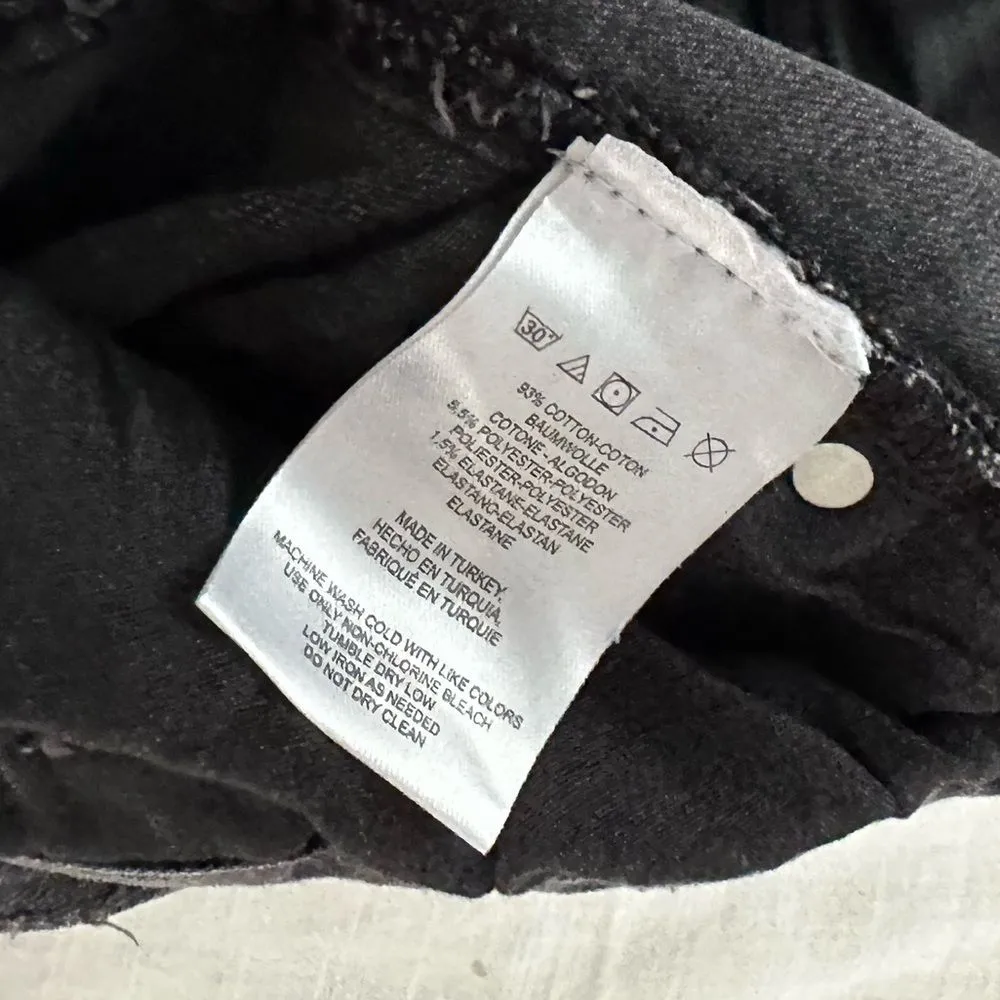 30°
93% COTTON-COTON
BAUMWOLLE
COTONE - ALGODON
5,5% POLYESTER-POLYESTER
POLIESTER-POLYESTER
1,5% ELASTANE-ELASTANE
ELASTANG-ELASTAN
ELASTANE
MADE IN TURKEY.
HECHO EN TURQUIA.
FABRIQUÉ EN TURQUIE
MACHINE WASH COLD WITH LIKE COLORS
USE ONLY NON-CHLORINE BLEACH
TUMBLE DRY LOW
LOW IRON AS NEEDED
DO NOT DRY CLEAN